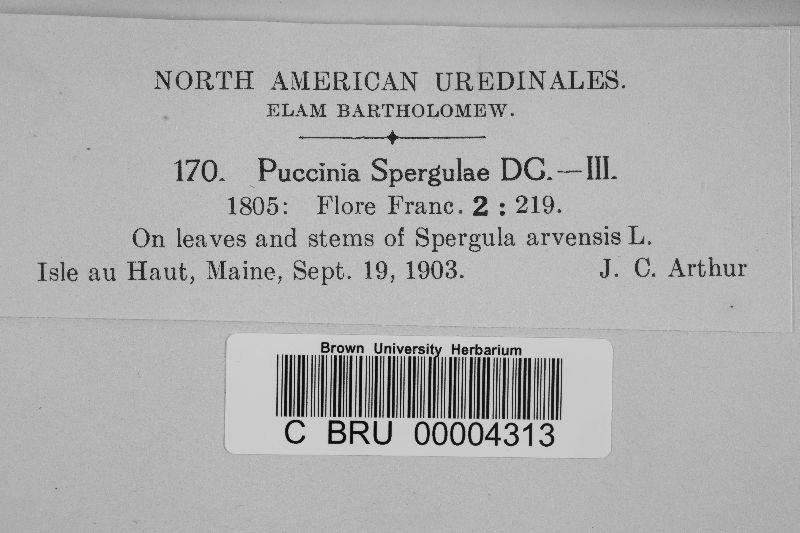 NORTH AMERICAN UREDINALES.
ELAM BARTHOLOMEW.
170. Puccinia Spergulae DC.—III.
1805: Flore Franc. 2 : 219.
On leaves and stems of Spergula arvensis L.
Isle au Haut, Maine, Sept. 19, 1903. J. C. Arthur
Brown University Herbarium
C BRU 00004313